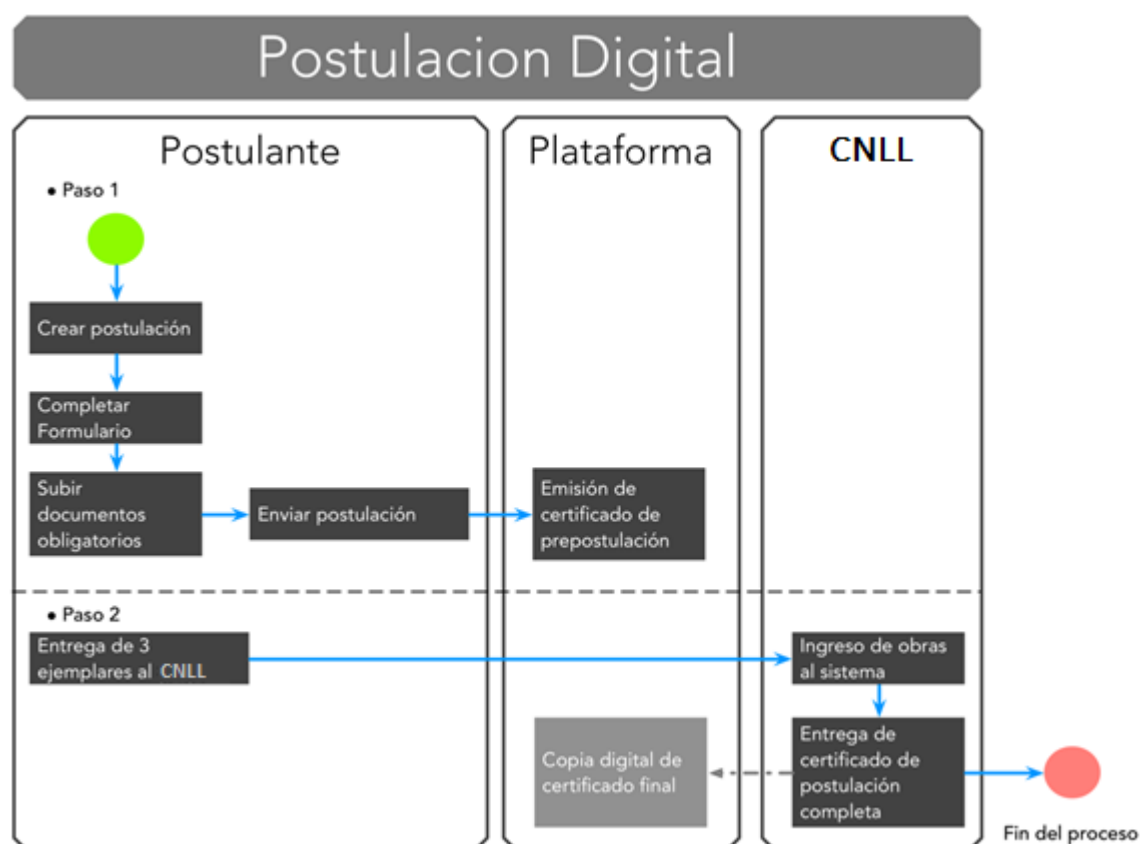 Postulacion Digital
Postulante
Plataforma
CNLL
• Paso 1
Crear postulación
Completar
Formulario
Subir
documentos
obligatorios
Enviar postulación
Emisión de
certificado de
prepostulación
• Paso 2
Entrega de 3
ejemplares al CNLL
Ingreso de obras
al sistema
Copia digital de
certificado final
Entrega de
certificado de
postulación
completa
Fin del proceso